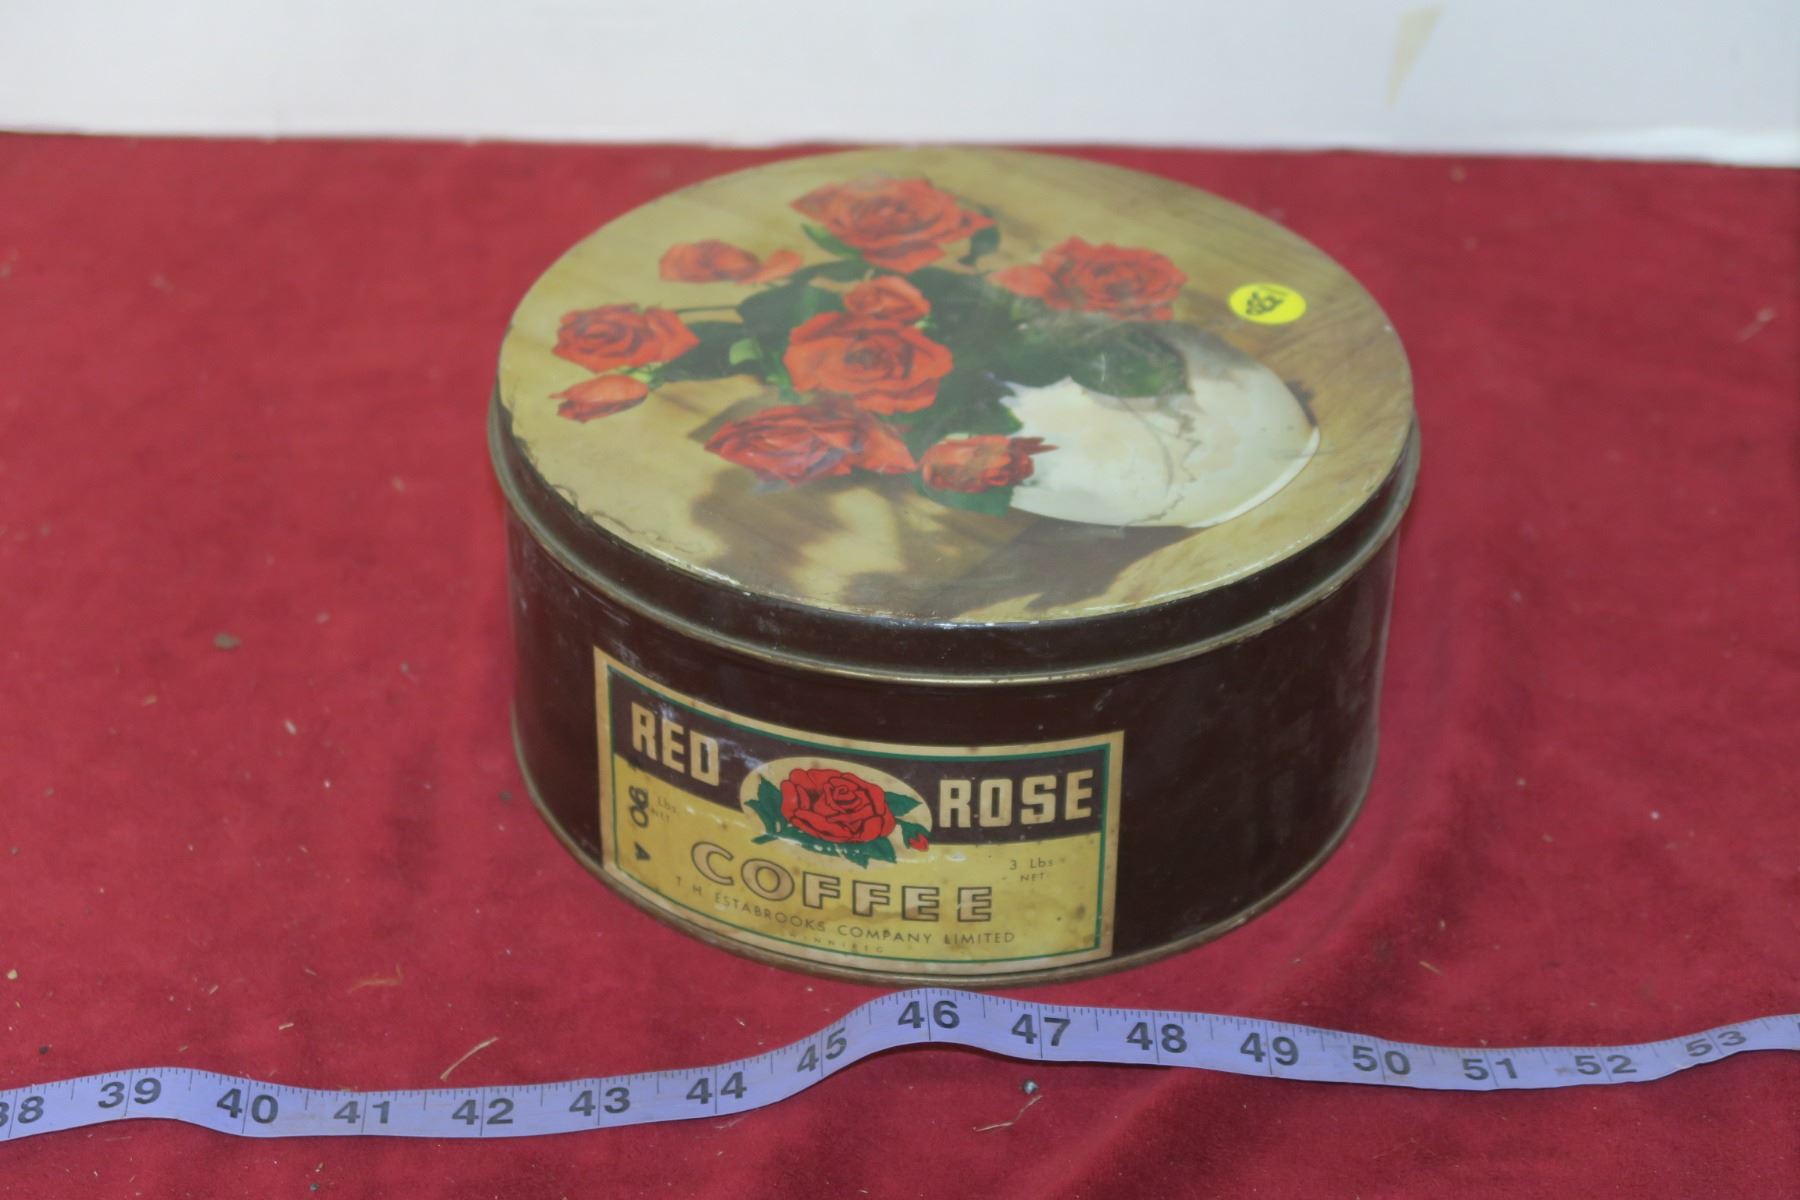 RED ROSE
Lbs.
NET
3 Lbs
NET
COFFEE
T. H. ESTABROOKS COMPANY LIMITED
WINNIPEG
39 40 41 42 43 44 45 46 47 48 49 50 51 52 53